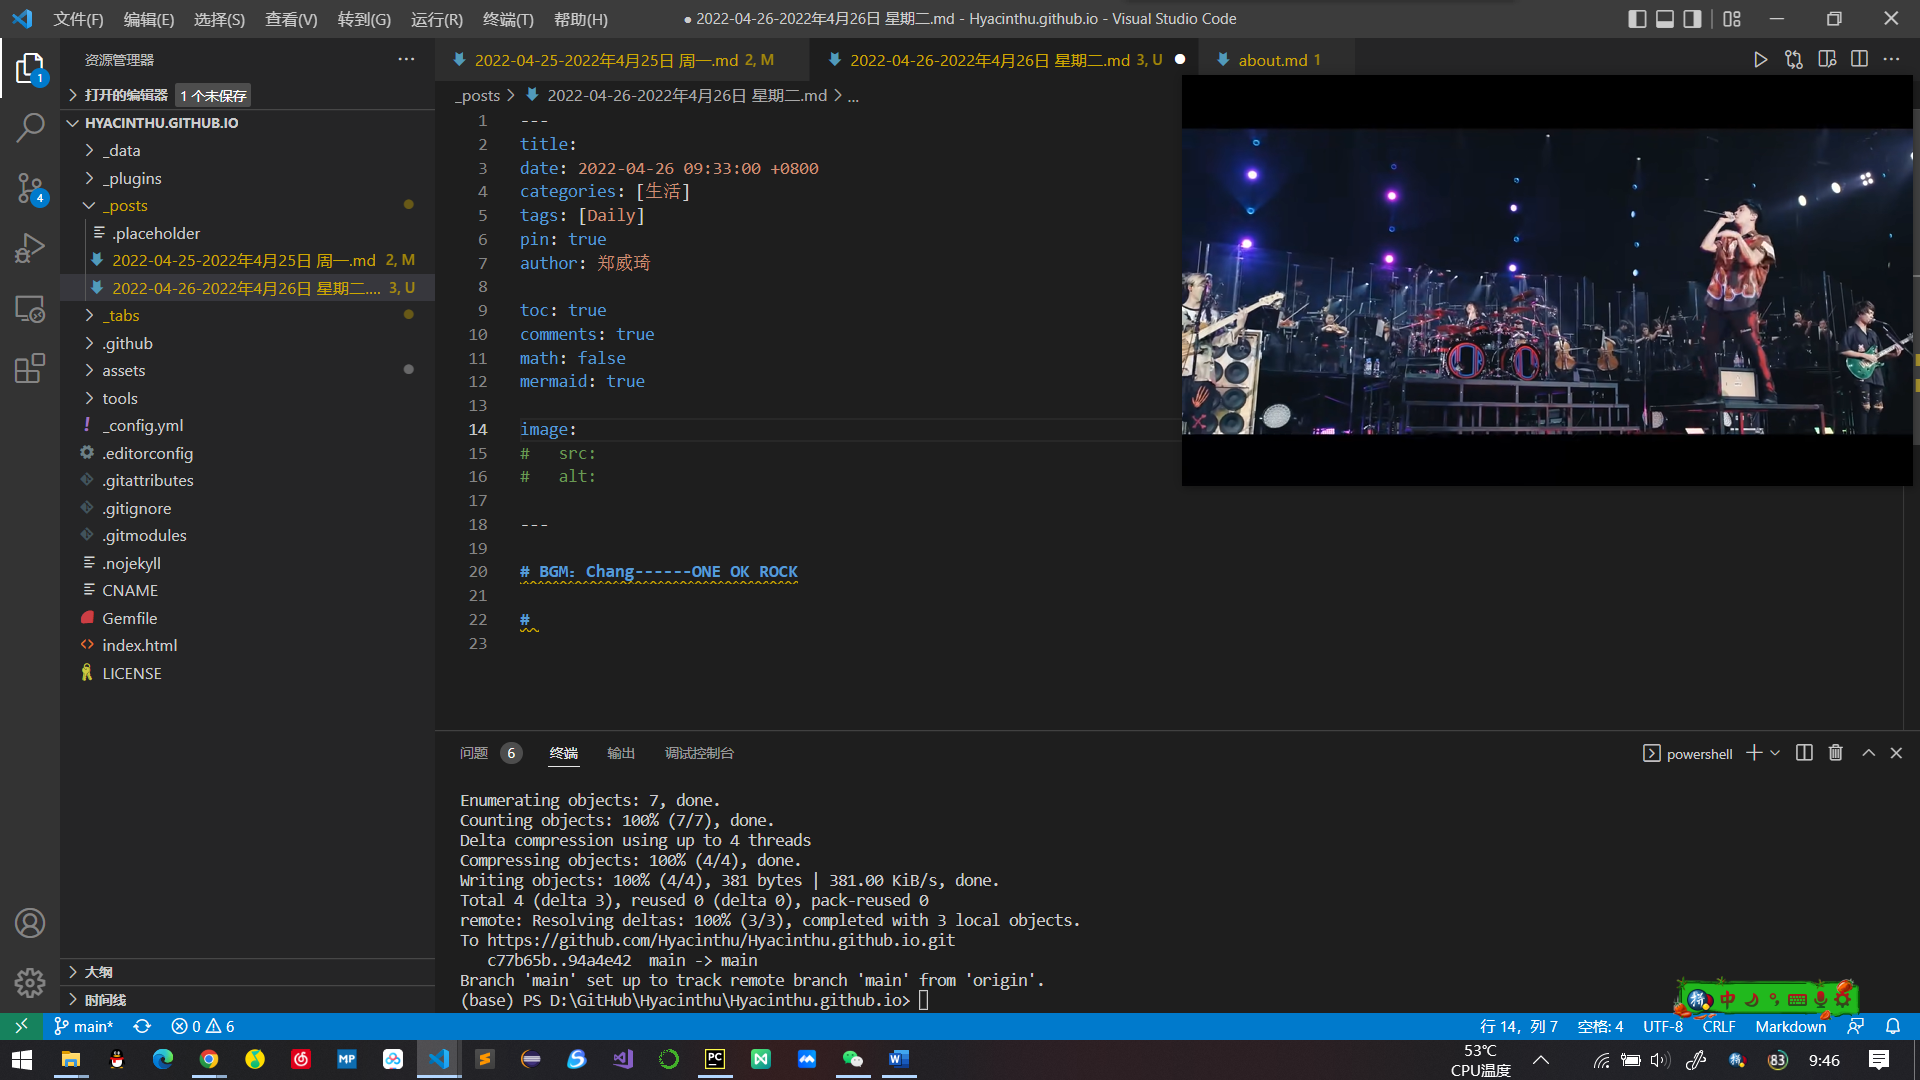 文件(F) 编辑(E) 选择(S) 查看(V) 转到(G) 运行(R) 终端(T) 帮助(H) ● 2022-04-26-2022年4月26日 星期二.md - Hyacinthu.github.io - Visual Studio Code
资源管理器 ···
打开的编辑器 1 个未保存
HYACINTHU.GITHUB.IO
_data
_plugins
_posts
.placeholder
2022-04-25-2022年4月25日 周一.md 2, M
2022-04-26-2022年4月26日 星期二.... 3, U
_tabs
.github
assets
tools
_config.yml
.editorconfig
.gitattributes
.gitignore
.gitmodules
.nojekyll
CNAME
Gemfile
index.html
LICENSE
大纲
时间线
1
4
2022-04-25-2022年4月25日 周一.md 2, M
2022-04-26-2022年4月26日 星期二.md 3, U
about.md 1
_posts > 2022-04-26-2022年4月26日 星期二.md > ...
1 ---
2 title:
3 date: 2022-04-26 09:33:00 +0800
4 categories: [生活]
5 tags: [Daily]
6 pin: true
7 author: 郑威琦
8
9 toc: true
10 comments: true
11 math: false
12 mermaid: true
13
14 image:
15 #   src:
16 #   alt:
17
18 ---
19
20 # BGM: Chang------ONE OK ROCK
21
22 #
23
问题 6 终端 输出 调试控制台 powershell
Enumerating objects: 7, done.
Counting objects: 100% (7/7), done.
Delta compression using up to 4 threads
Compressing objects: 100% (4/4), done.
Writing objects: 100% (4/4), 381 bytes | 381.00 KiB/s, done.
Total 4 (delta 3), reused 0 (delta 0), pack-reused 0
remote: Resolving deltas: 100% (3/3), completed with 3 local objects.
To https://github.com/Hyacinthu/Hyacinthu.github.io.git
   c77b65b..94a4e42  main -> main
Branch 'main' set up to track remote branch 'main' from 'origin'.
(base) PS D:\GitHub\Hyacinthu\Hyacinthu.github.io>
中
main* 0 6 行 14，列 7 空格: 4 UTF-8 CRLF Markdown
MP PC W 53℃ 83 9:46
CPU温度